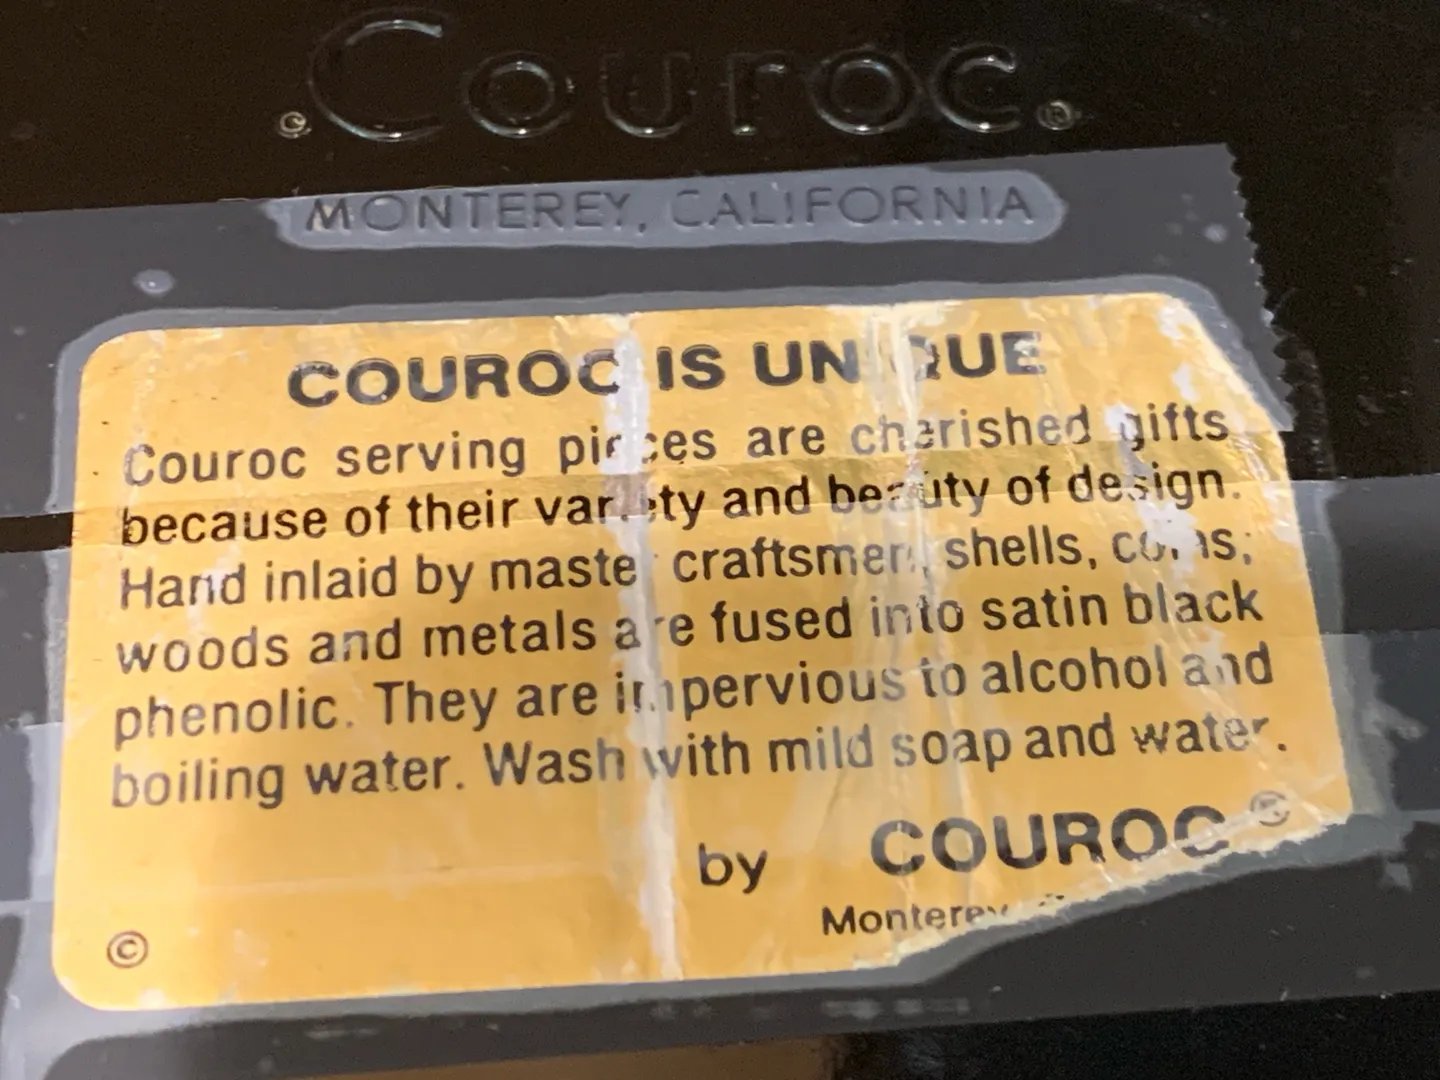 © Couroc ®
MONTEREY, CALIFORNIA
COUROC IS UNIQUE
Couroc serving pieces are cherished gifts
because of their variety and beauty of design.
Hand inlaid by master craftsmen, shells, coins,
woods and metals are fused into satin black
phenolic. They are impervious to alcohol and
boiling water. Wash with mild soap and water.
by COUROC ®
Monterey
©